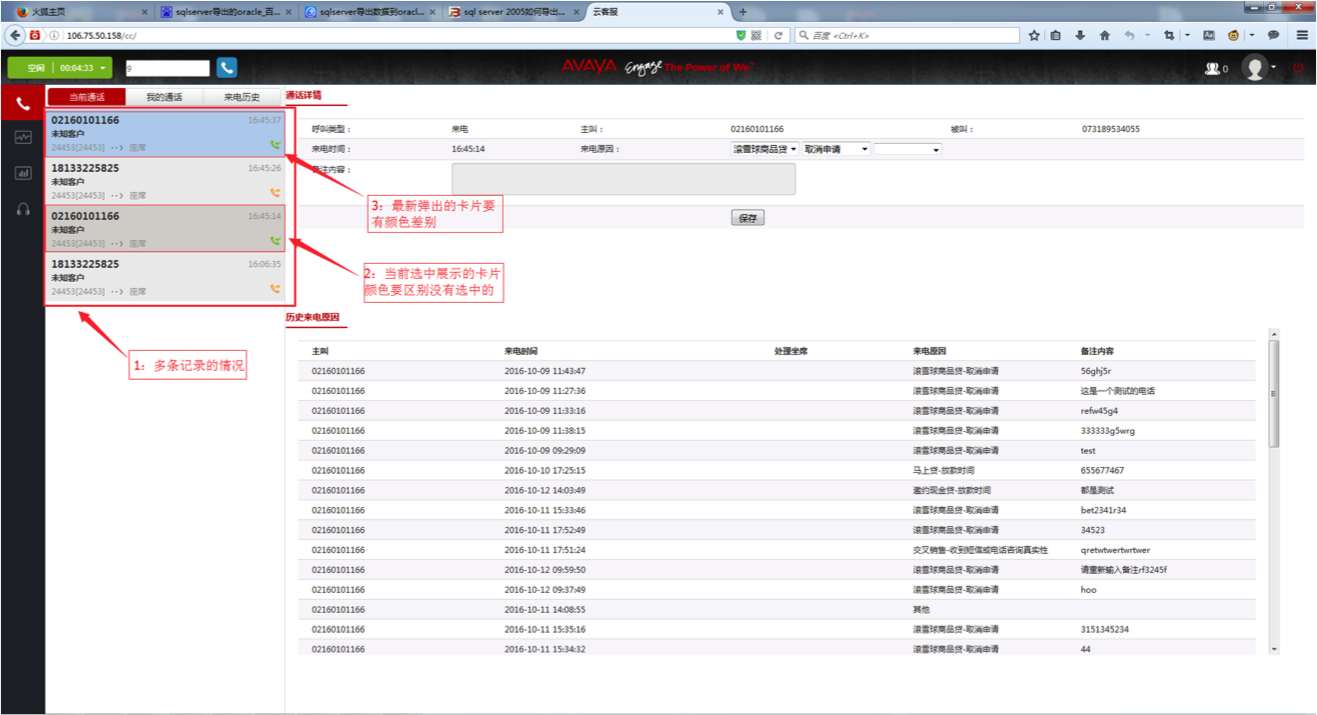 火狐主页
sqlserver导出的oracle_百...
sqlserver导出数据到oracl...
sql server 2005如何导出...
云客服
106.75.50.158/cc/
百度 <Ctrl+K>
空闲 00:04:33
9
AVAYA Engage The Power of We™
0
当前通话 我的通话 来电历史
02160101166 16:45:37
未知客户
24453[24453] --> 座席
18133225825 16:45:26
未知客户
24453[24453] --> 座席
02160101166 16:45:14
未知客户
24453[24453] --> 座席
18133225825 16:06:35
未知客户
24453[24453] --> 座席
1：多条记录的情况
通话详情
呼叫类型： 来电 主叫： 02160101166 被叫： 073189534055
来电时间： 16:45:14 来电原因： 滚雪球商品贷 取消申请
备注内容：
保存
3：最新弹出的卡片要
有颜色差别
2：当前选中展示的卡片
颜色要区别没有选中的
历史来电原因
主叫 来电时间 处理坐席 来电原因 备注内容
02160101166 2016-10-09 11:43:47 滚雪球商品贷-取消申请 56ghj5r
02160101166 2016-10-09 11:27:36 滚雪球商品贷-取消申请 这是一个测试的电话
02160101166 2016-10-09 11:33:16 滚雪球商品贷-取消申请 refw45g4
02160101166 2016-10-09 11:38:15 滚雪球商品贷-取消申请 333333g5wrg
02160101166 2016-10-09 09:29:09 滚雪球商品贷-取消申请 test
02160101166 2016-10-10 17:25:15 马上贷-放款时间 655677467
02160101166 2016-10-12 14:03:49 邀约现金贷-放款时间 都是测试
02160101166 2016-10-11 15:33:46 滚雪球商品贷-取消申请 bet2341r34
02160101166 2016-10-11 17:52:49 滚雪球商品贷-取消申请 34523
02160101166 2016-10-11 17:51:24 交叉销售-收到短信或电话咨询真实性 qretwtwertwrtwer
02160101166 2016-10-12 09:59:50 滚雪球商品贷-取消申请 请重新输入备注rf3245f
02160101166 2016-10-12 09:37:49 滚雪球商品贷-取消申请 hoo
02160101166 2016-10-11 14:08:55 其他
02160101166 2016-10-11 15:35:16 滚雪球商品贷-取消申请 3151345234
02160101166 2016-10-11 15:34:32 滚雪球商品贷-取消申请 44